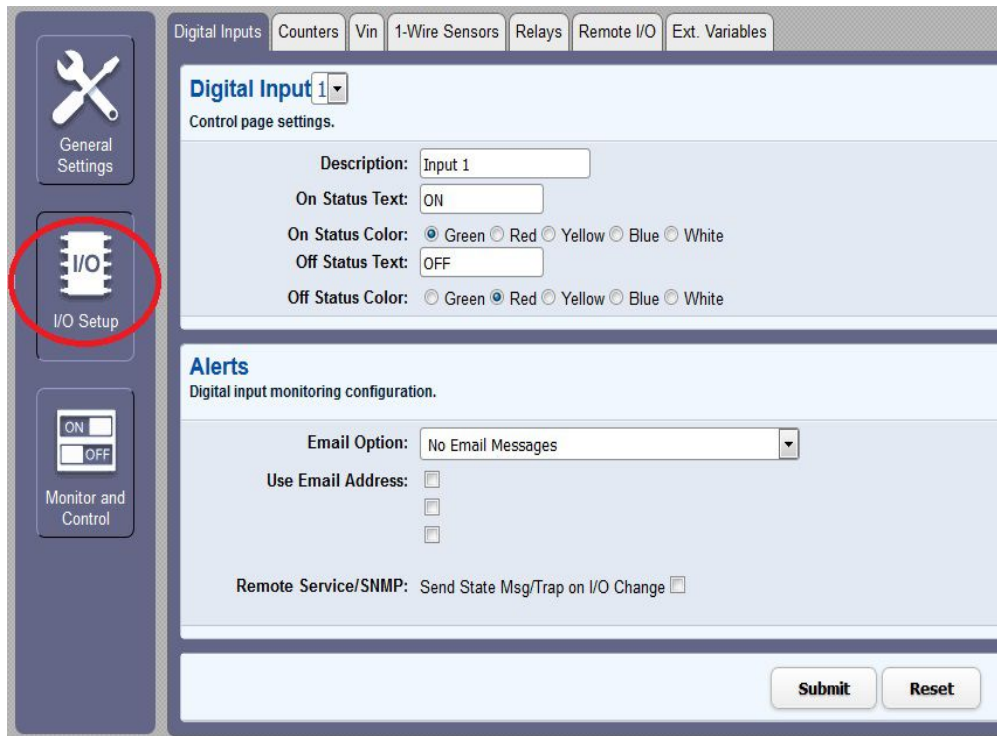 Digital Inputs Counters Vin 1-Wire Sensors Relays Remote I/O Ext. Variables
General
Settings
I/O
I/O Setup
ON
OFF
Monitor and
Control
Digital Input 1
Control page settings.
Description: Input 1
On Status Text: ON
On Status Color: Green Red Yellow Blue White
Off Status Text: OFF
Off Status Color: Green Red Yellow Blue White
Alerts
Digital input monitoring configuration.
Email Option: No Email Messages
Use Email Address:
Remote Service/SNMP: Send State Msg/Trap on I/O Change
Submit Reset